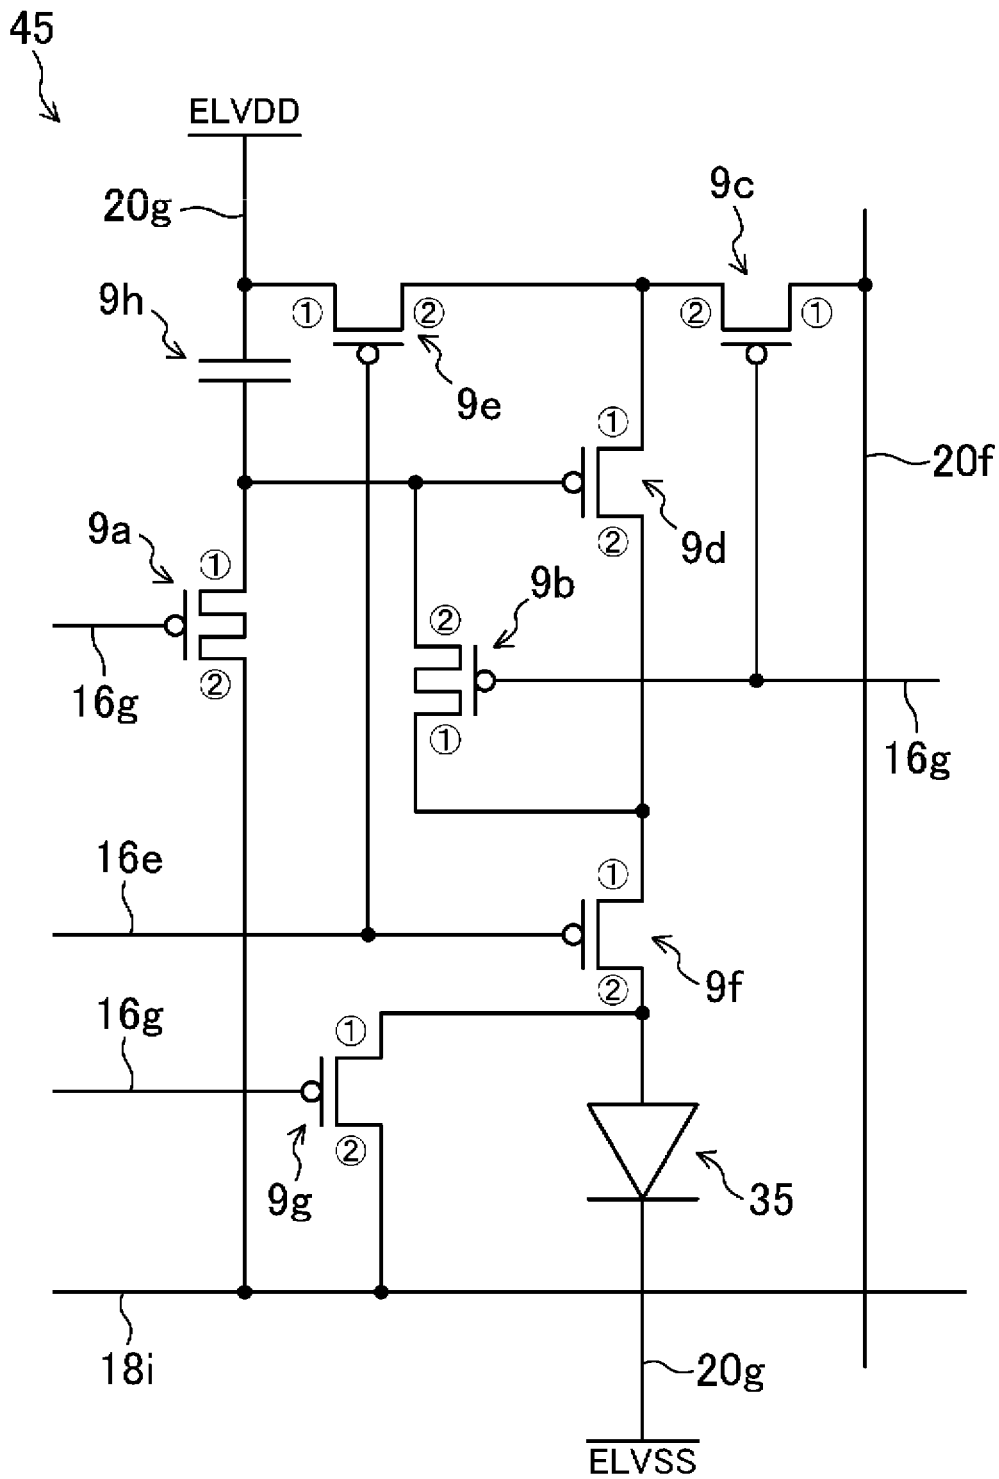 45
ELVDD
20g
9c
9h
① ② ② ①
9e
①
20f
9a
9d
①
②
9b
②
16g
②
①
16g
16e
①
9f
16g
②
①
②
9g
35
18i
20g
ELVSS